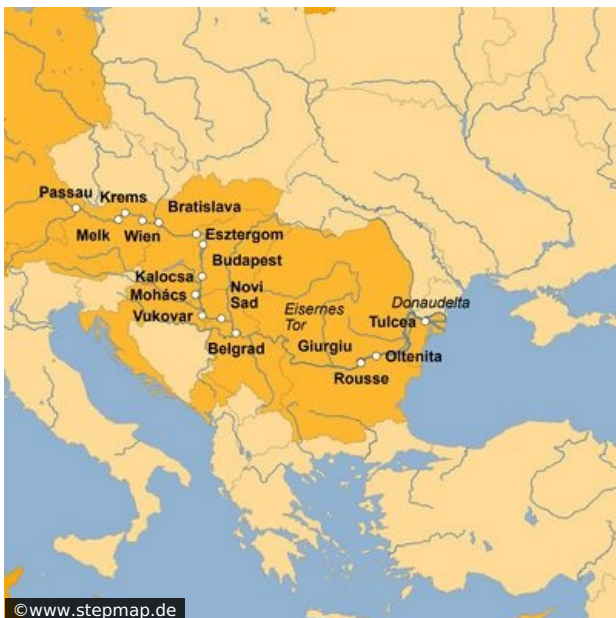 Passau
Krems
Bratislava
Melk
Wien
Esztergom
Budapest
Kalocsa
Mohács
Novi
Sad
Vukovar
Eisernes
Tor
Donaudelta
Tulcea
Belgrad
Giurgiu
Oltenita
Rousse
©www.stepmap.de